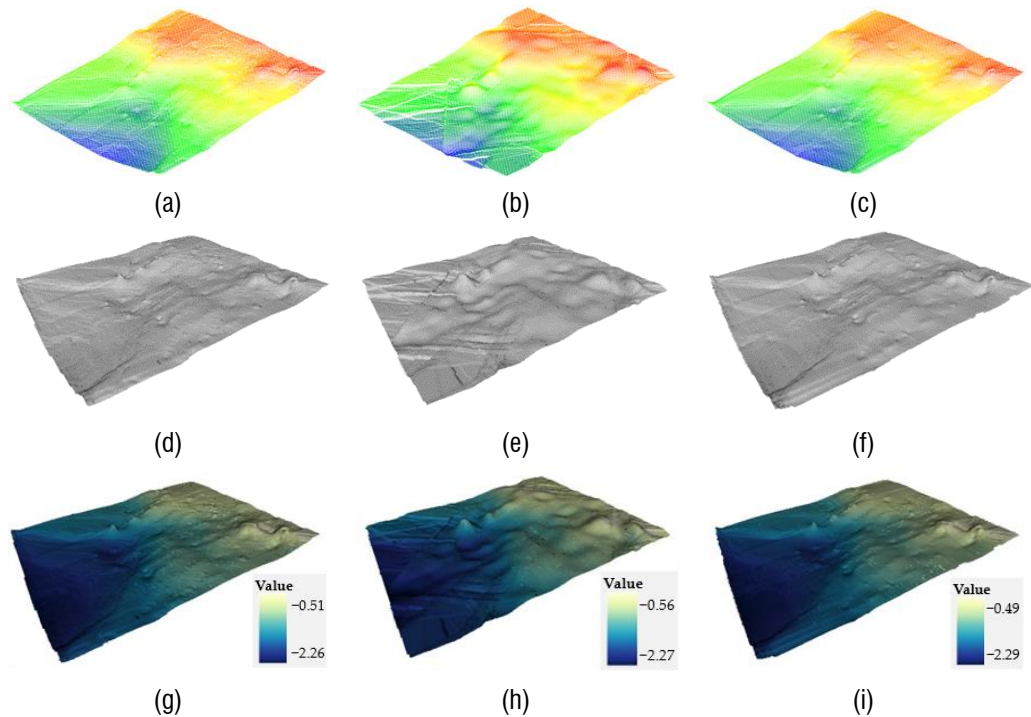 (a) (b) (c)
(d) (e) (f)
Value Value Value
−0.51 −0.56 −0.49
−2.26 −2.27 −2.29
(g) (h) (i)